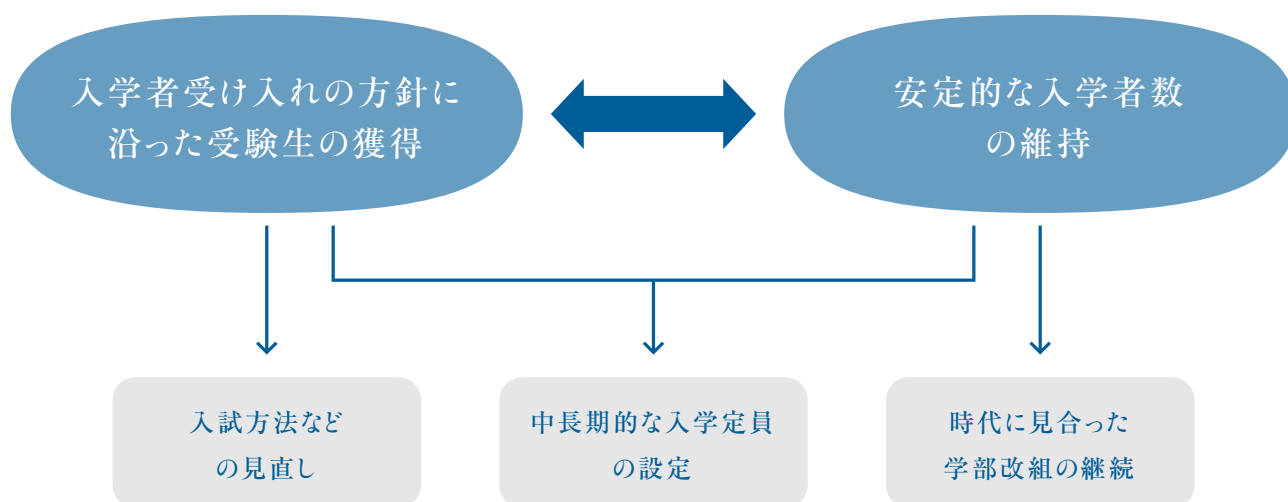 入学者受け入れの方針に
沿った受験生の獲得
安定的な入学者数
の維持
入試方法など
の見直し
中長期的な入学定員
の設定
時代に見合った
学部改組の継続